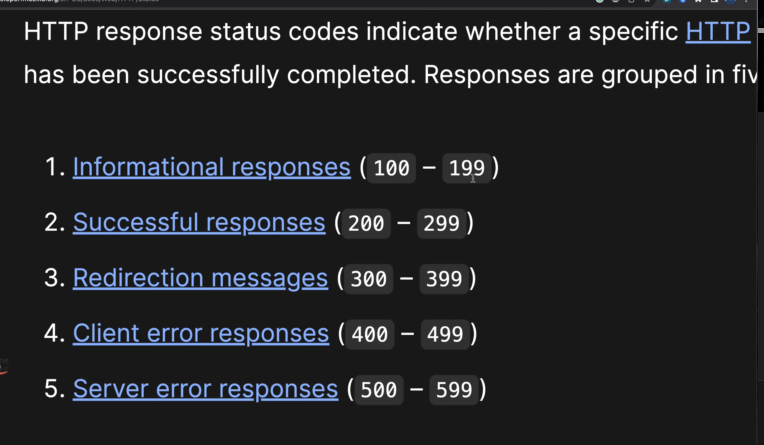 HTTP response status codes indicate whether a specific HTTP
has been successfully completed. Responses are grouped in fiv
1. Informational responses (100 – 199)
2. Successful responses (200 – 299)
3. Redirection messages (300 – 399)
4. Client error responses (400 – 499)
5. Server error responses (500 – 599)